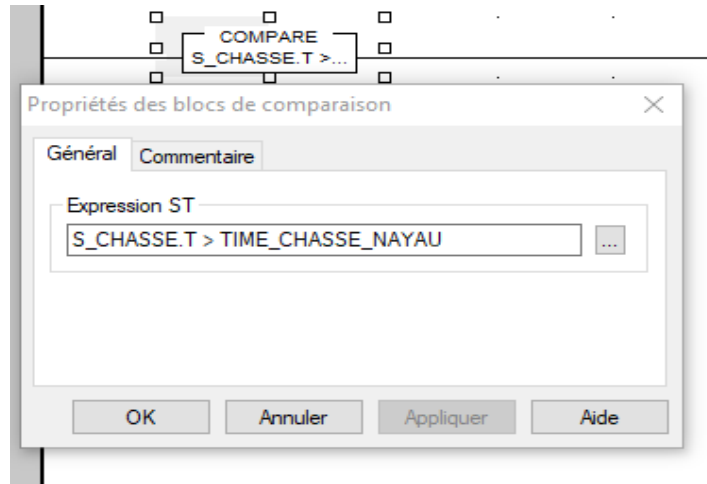 COMPARE
S_CHASSE.T >...
Propriétés des blocs de comparaison
Général Commentaire
Expression ST
S_CHASSE.T > TIME_CHASSE_NAYAU ...
OK Annuler Appliquer Aide